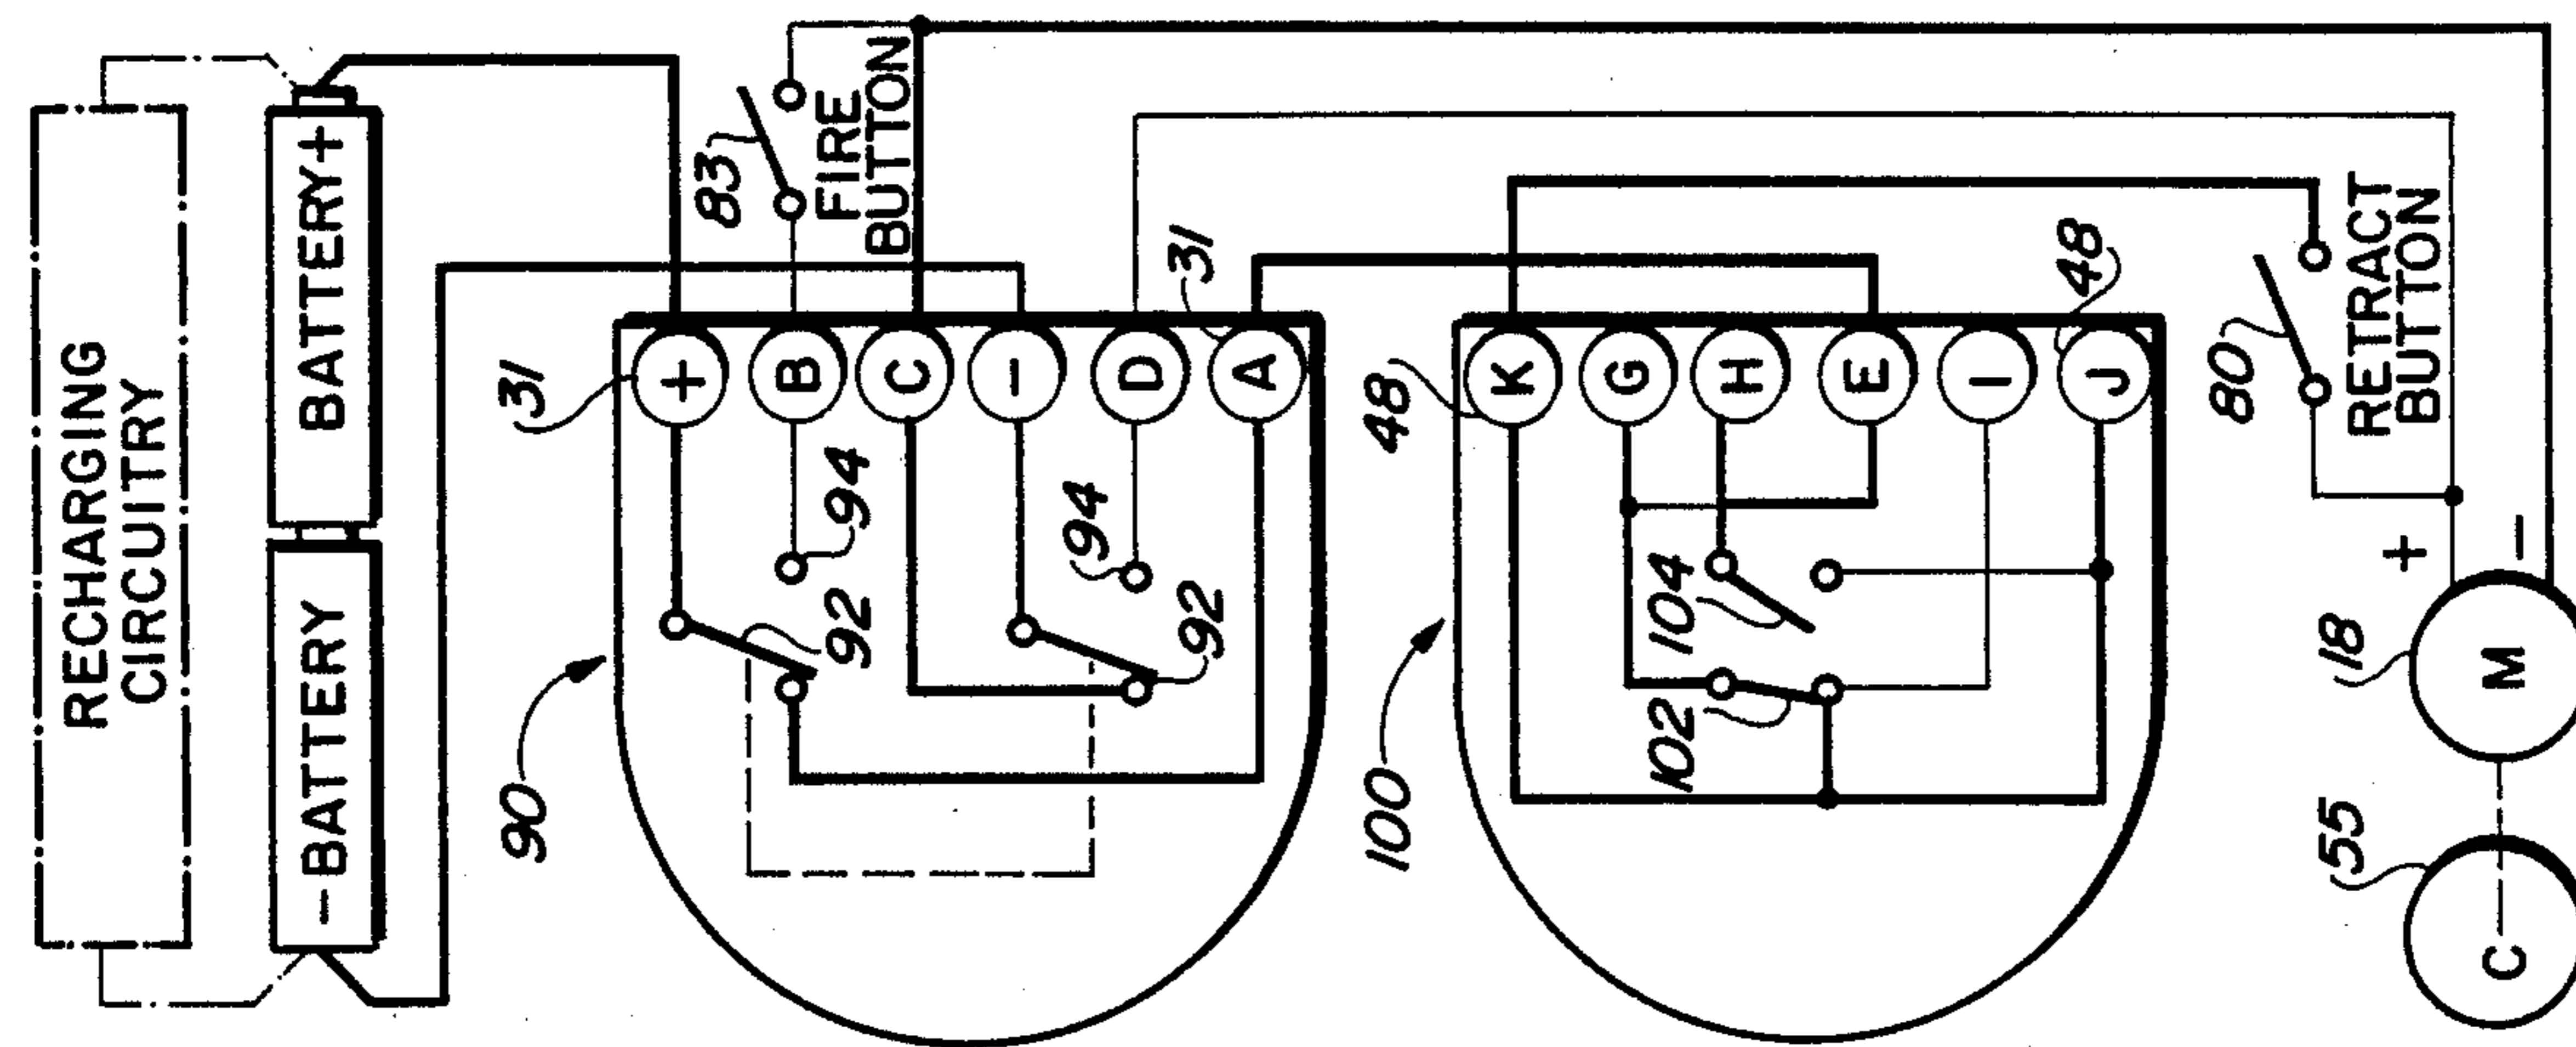 RECHARGING
CIRCUITRY
- BATTERY
BATTERY +
83
FIRE
BUTTON
31
+
B
C
-
D
A
31
94
94
92
92
90
48
K
G
H
E
I
J
48
104
102
100
80
RETRACT
BUTTON
+
-
18
M
55
C